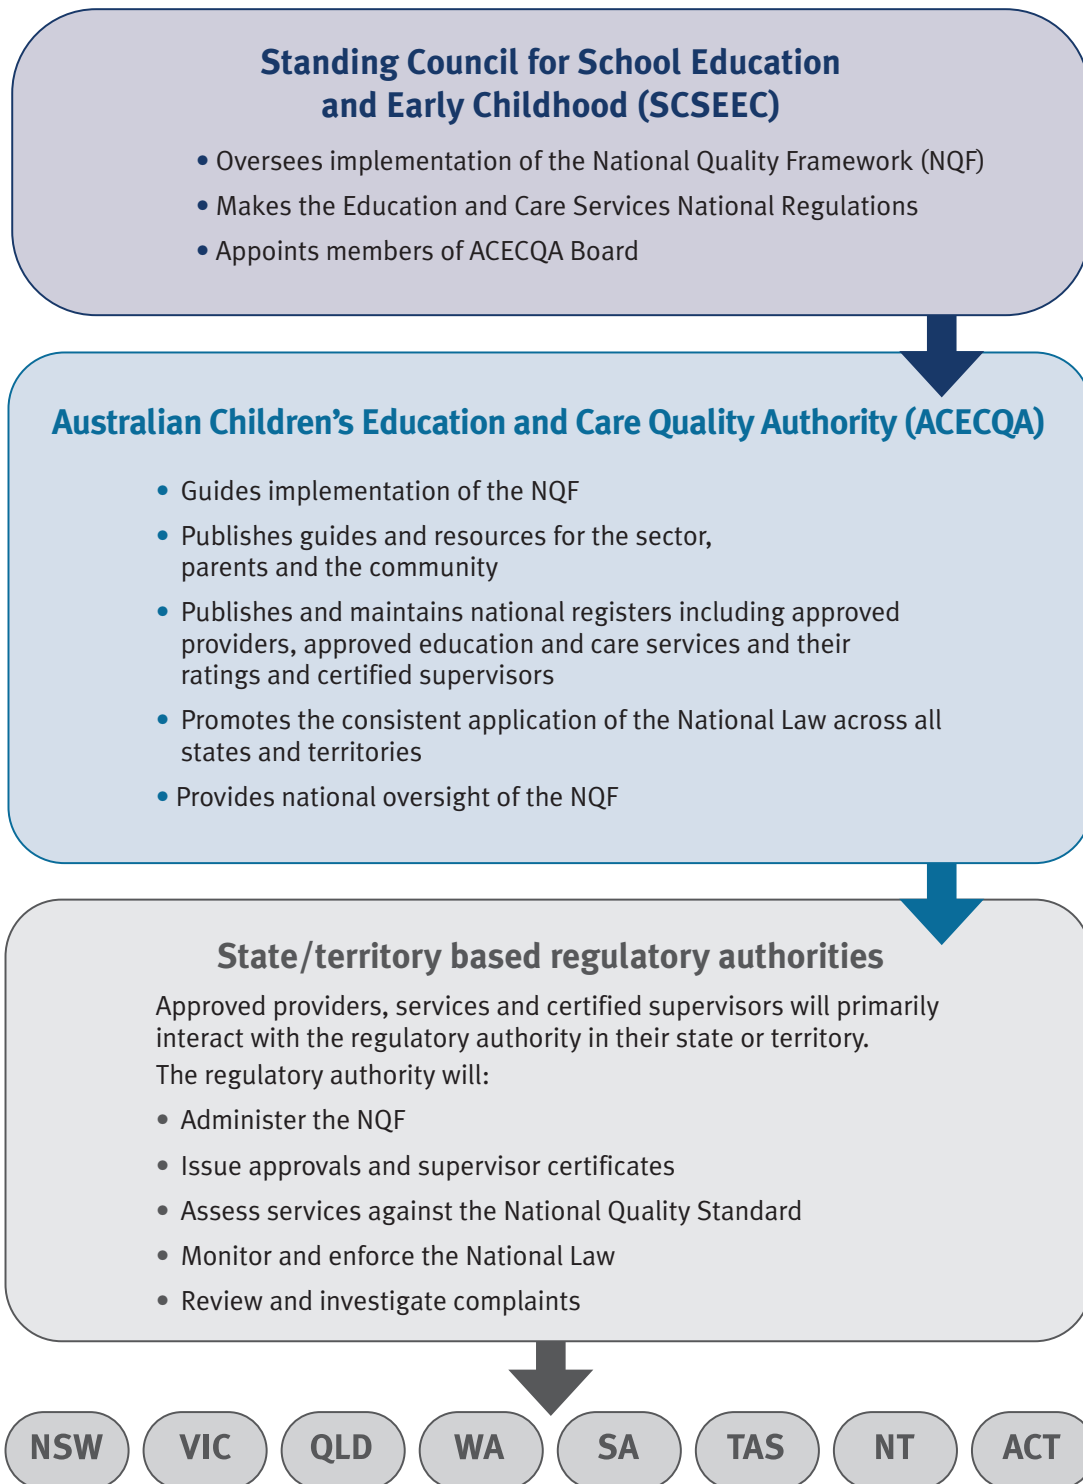 Standing Council for School Education
and Early Childhood (SCSEEC)
• Oversees implementation of the National Quality Framework (NQF)
• Makes the Education and Care Services National Regulations
• Appoints members of ACECQA Board
Australian Children’s Education and Care Quality Authority (ACECQA)
• Guides implementation of the NQF
• Publishes guides and resources for the sector,
parents and the community
• Publishes and maintains national registers including approved
providers, approved education and care services and their
ratings and certified supervisors
• Promotes the consistent application of the National Law across all
states and territories
• Provides national oversight of the NQF
State/territory based regulatory authorities
Approved providers, services and certified supervisors will primarily
interact with the regulatory authority in their state or territory.
The regulatory authority will:
• Administer the NQF
• Issue approvals and supervisor certificates
• Assess services against the National Quality Standard
• Monitor and enforce the National Law
• Review and investigate complaints
NSW VIC QLD WA SA TAS NT ACT